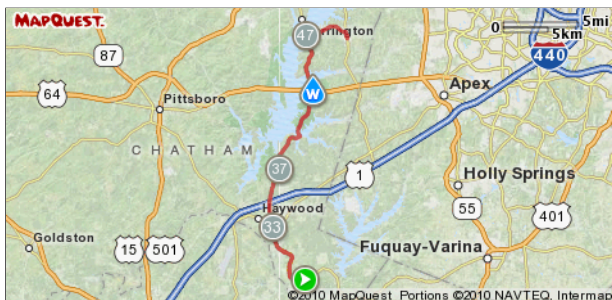 MAPQUEST.
87
47
rrington
0
5mi
5km
440
64
Pittsboro
W
Apex
CHATHAM
37
1
Holly Springs
Haywood
33
55
401
Goldston
15
501
Fuquay-Varina
©2010 MapQuest Portions ©2010 NAVTEQ, Intermap